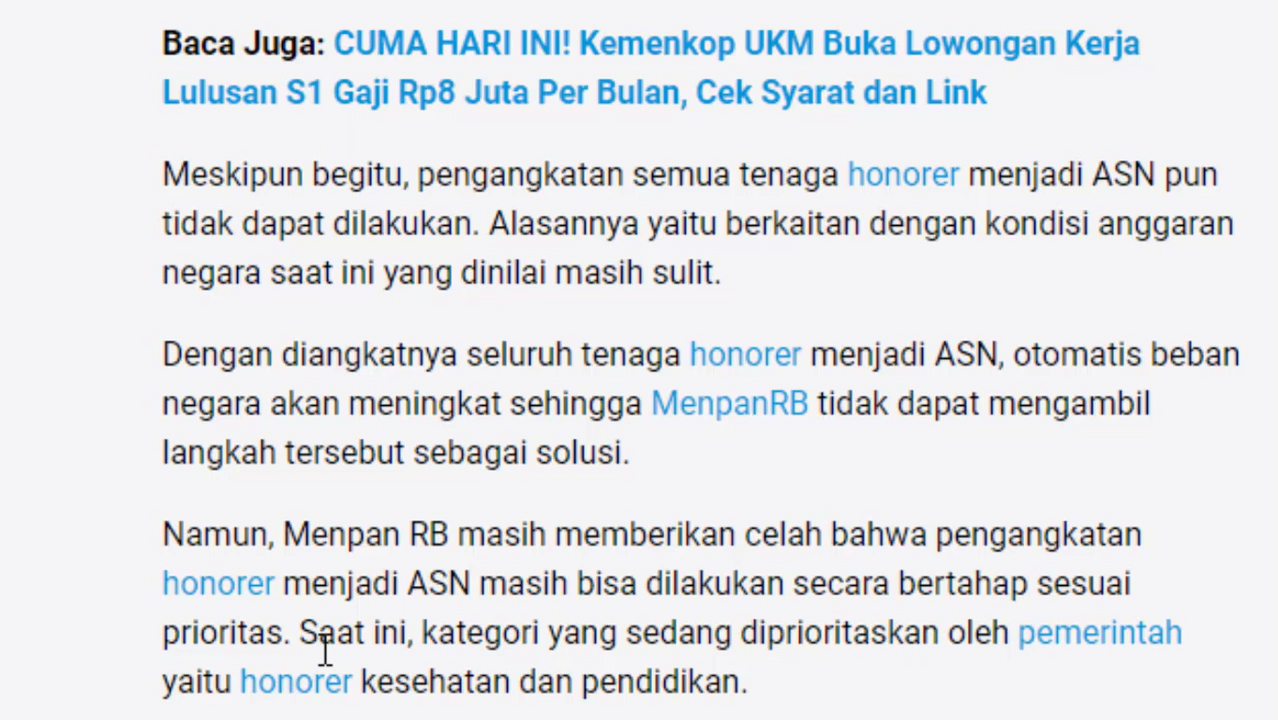 Baca Juga: CUMA HARI INI! Kemenkop UKM Buka Lowongan Kerja
Lulusan S1 Gaji Rp8 Juta Per Bulan, Cek Syarat dan Link
Meskipun begitu, pengangkatan semua tenaga honorer menjadi ASN pun
tidak dapat dilakukan. Alasannya yaitu berkaitan dengan kondisi anggaran
negara saat ini yang dinilai masih sulit.
Dengan diangkatnya seluruh tenaga honorer menjadi ASN, otomatis beban
negara akan meningkat sehingga MenpanRB tidak dapat mengambil
langkah tersebut sebagai solusi.
Namun, Menpan RB masih memberikan celah bahwa pengangkatan
honorer menjadi ASN masih bisa dilakukan secara bertahap sesuai
prioritas. Saat ini, kategori yang sedang diprioritaskan oleh pemerintah
yaitu honorer kesehatan dan pendidikan.